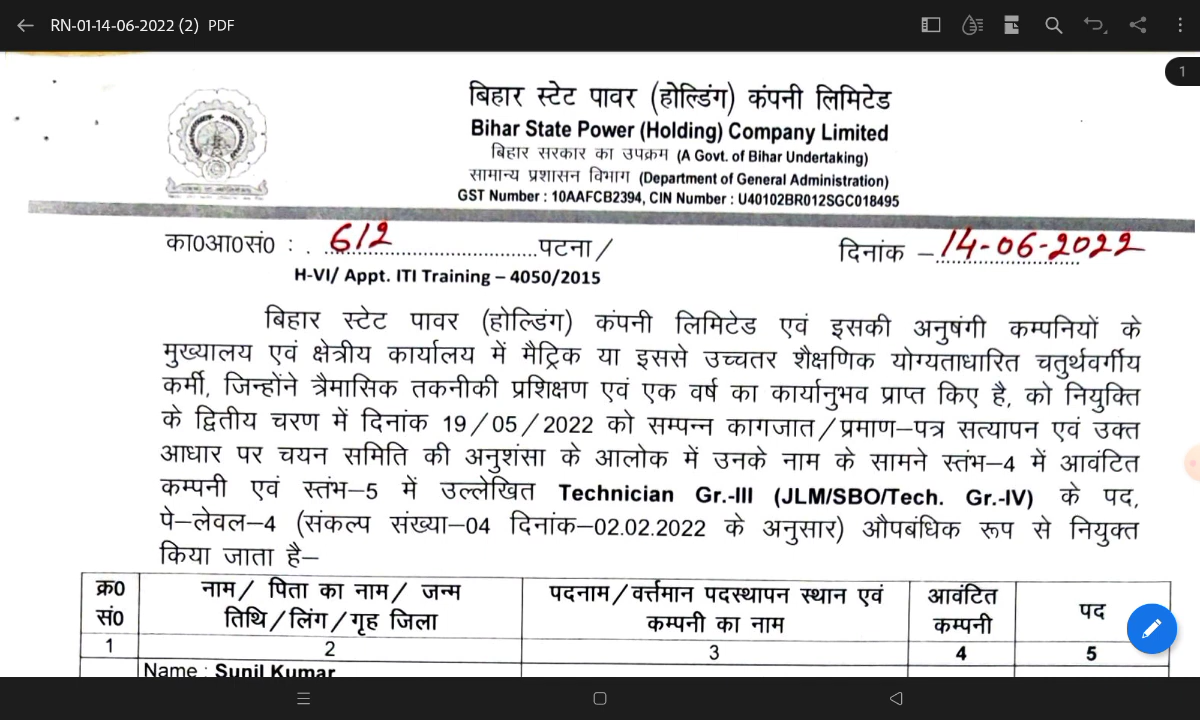 RN-01-14-06-2022 (2) PDF
1
बिहार स्टेट पावर (होल्डिंग) कंपनी लिमिटेड
Bihar State Power (Holding) Company Limited
बिहार सरकार का उपक्रम (A Govt. of Bihar Undertaking)
सामान्य प्रशासन विभाग (Department of General Administration)
GST Number : 10AAFCB2394, CIN Number : U40102BR012SGC018495
का0आ0सं0 : . 612 ...............पटना / दिनांक – 14-06-2022
H-VI/ Appt. ITI Training – 4050/2015
बिहार स्टेट पावर (होल्डिंग) कंपनी लिमिटेड एवं इसकी अनुषंगी कम्पनियों के
मुख्यालय एवं क्षेत्रीय कार्यालय में मैट्रिक या इससे उच्चतर शैक्षणिक योग्यताधारित चतुर्थवर्गीय
कर्मी, जिन्होंने त्रैमासिक तकनीकी प्रशिक्षण एवं एक वर्ष का कार्यानुभव प्राप्त किए है, को नियुक्ति
के द्वितीय चरण में दिनांक 19/05/2022 को सम्पन्न कागजात/प्रमाण–पत्र सत्यापन एवं उक्त
आधार पर चयन समिति की अनुशंसा के आलोक में उनके नाम के सामने स्तंभ–4 में आवंटित
कम्पनी एवं स्तंभ–5 में उल्लेखित Technician Gr.-III (JLM/SBO/Tech. Gr.-IV) के पद,
पे–लेवल–4 (संकल्प संख्या–04 दिनांक–02.02.2022 के अनुसार) औपबंधिक रूप से नियुक्त
किया जाता है–
क्र0 सं0
नाम/ पिता का नाम/ जन्म
तिथि/लिंग/गृह जिला
पदनाम/वर्त्तमान पदस्थापन स्थान एवं
कम्पनी का नाम
आवंटित
कम्पनी
पद
1 2 3 4 5
Name : Sunil Kumar